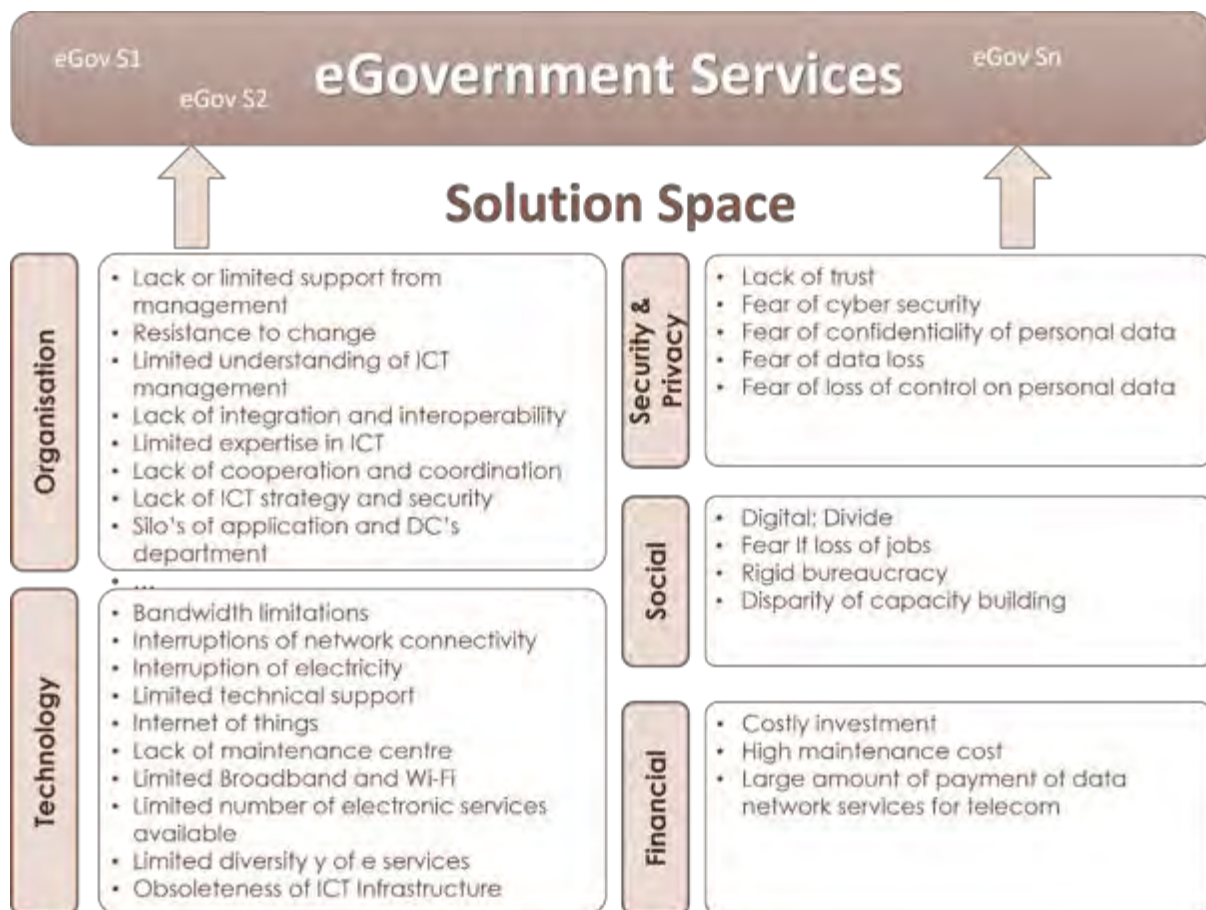 eGov S1
eGov S2
eGovernment Services
eGov Sn
Solution Space
Organisation
• Lack or limited support from
management
• Resistance to change
• Limited understanding of ICT
management
• Lack of integration and interoperability
• Limited expertise in ICT
• Lack of cooperation and coordination
• Lack of ICT strategy and security
• Silo's of application and DC's
department
• ...
Technology
• Bandwidth limitations
• Interruptions of network connectivity
• Interruption of electricity
• Limited technical support
• Internet of things
• Lack of maintenance centre
• Limited Broadband and Wi-Fi
• Limited number of electronic services
available
• Limited diversity y of e services
• Obsoleteness of ICT Infrastructure
Security &
Privacy
• Lack of trust
• Fear of cyber security
• Fear of confidentiality of personal data
• Fear of data loss
• Fear of loss of control on personal data
Social
• Digital: Divide
• Fear If loss of jobs
• Rigid bureaucracy
• Disparity of capacity building
Financial
• Costly investment
• High maintenance cost
• Large amount of payment of data
network services for telecom